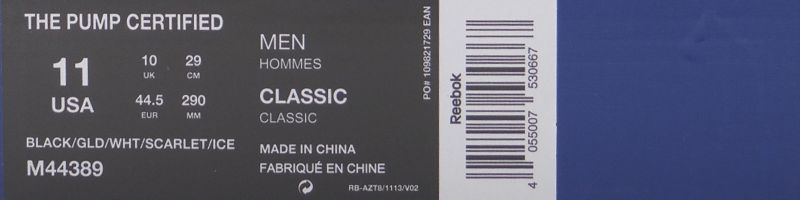 THE PUMP CERTIFIED
11
USA
10
UK
29
CM
44.5
EUR
290
MM
BLACK/GLD/WHT/SCARLET/ICE
M44389
MEN
HOMMES
CLASSIC
CLASSIC
MADE IN CHINA
FABRIQUÉ EN CHINE
RB-AZT8/1113/V02
PO# 109821729 EAN
Reebok
4 055007 530667